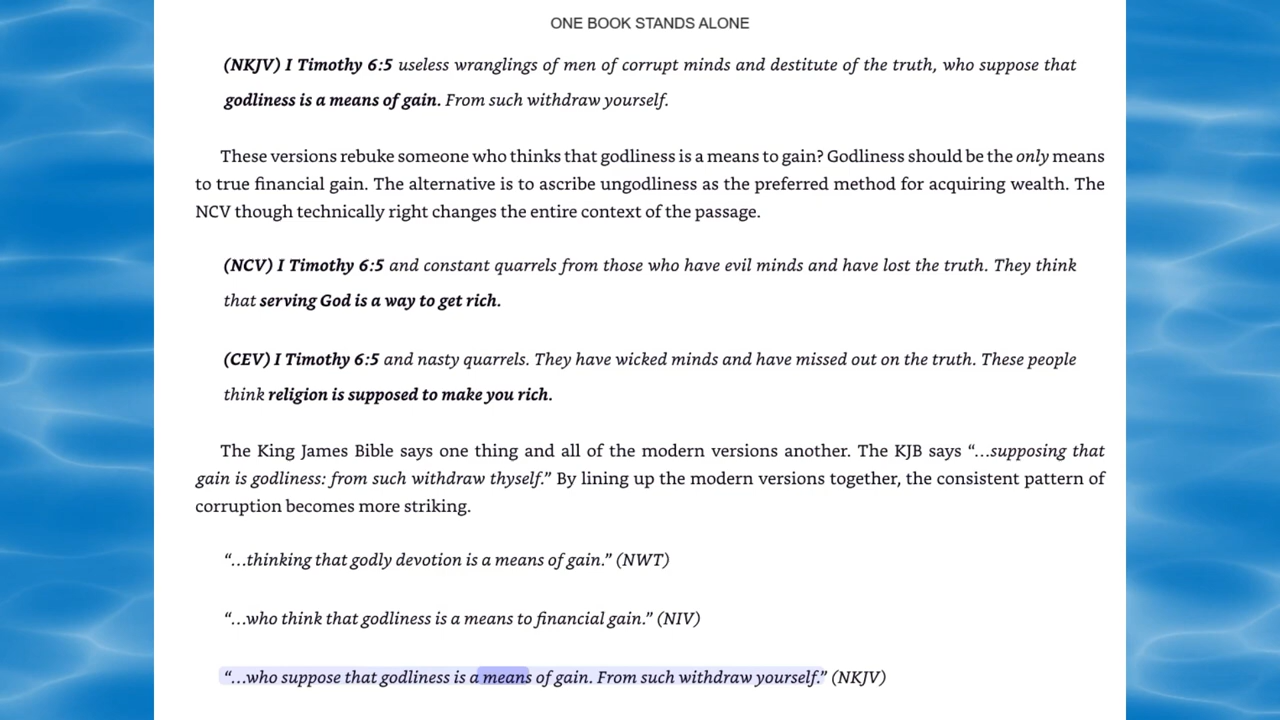 ONE BOOK STANDS ALONE
(NKJV) I Timothy 6:5 useless wranglings of men of corrupt minds and destitute of the truth, who suppose that
godliness is a means of gain. From such withdraw yourself.
These versions rebuke someone who thinks that godliness is a means to gain? Godliness should be the only means
to true financial gain. The alternative is to ascribe ungodliness as the preferred method for acquiring wealth. The
NCV though technically right changes the entire context of the passage.
(NCV) I Timothy 6:5 and constant quarrels from those who have evil minds and have lost the truth. They think
that serving God is a way to get rich.
(CEV) I Timothy 6:5 and nasty quarrels. They have wicked minds and have missed out on the truth. These people
think religion is supposed to make you rich.
The King James Bible says one thing and all of the modern versions another. The KJB says “…supposing that
gain is godliness: from such withdraw thyself.” By lining up the modern versions together, the consistent pattern of
corruption becomes more striking.
“…thinking that godly devotion is a means of gain.” (NWT)
“…who think that godliness is a means to financial gain.” (NIV)
“…who suppose that godliness is a means of gain. From such withdraw yourself.” (NKJV)